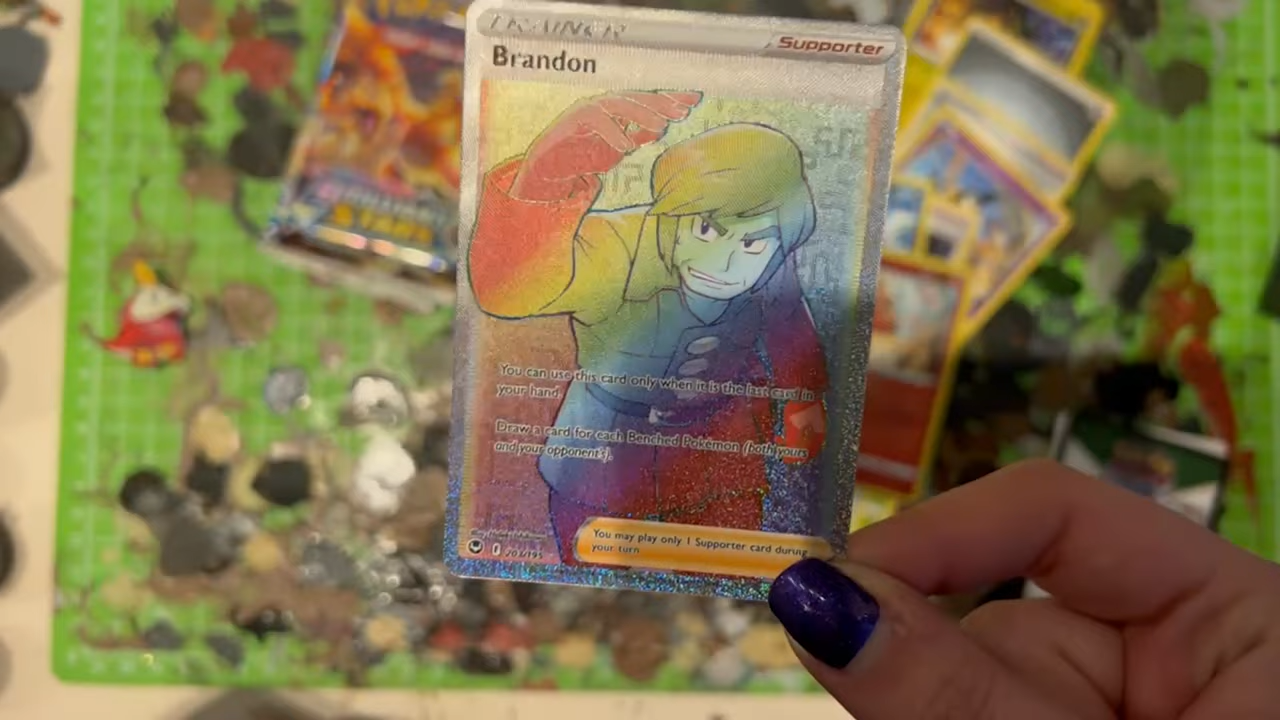 TRAINER
Supporter
Brandon
You can use this card only when it is the last card in
your hand
Draw a card for each Benched Pokémon (both yours
and your opponent's).
You may play only 1 Supporter card during
your turn
203/195
STARS